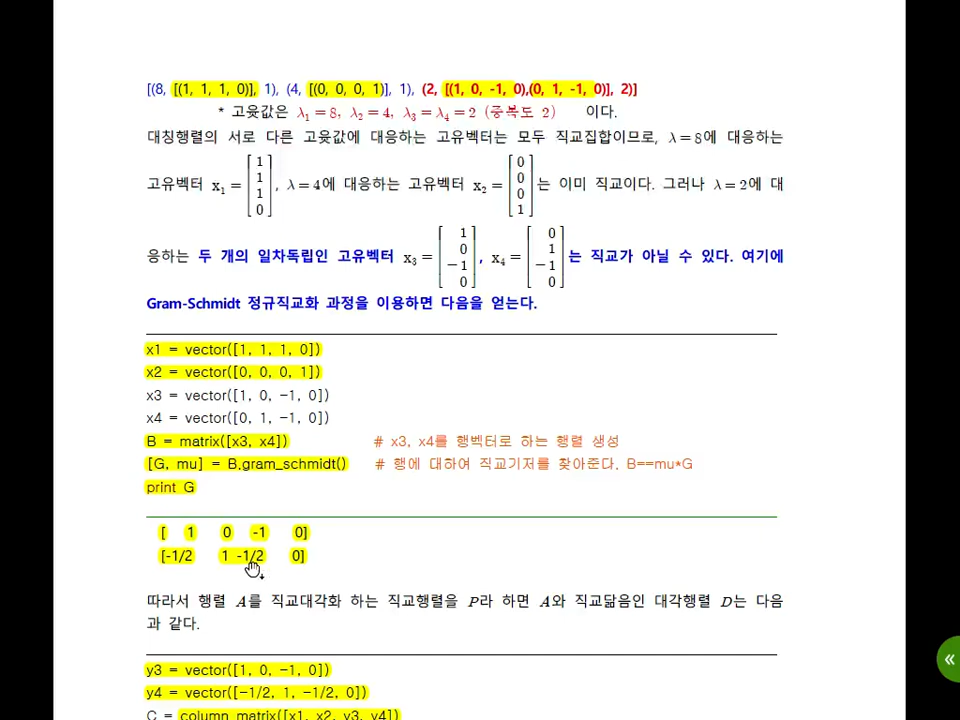 [(8, [(1, 1, 1, 0)], 1), (4, [(0, 0, 0, 1)], 1), (2, [(1, 0, -1, 0),(0, 1, -1, 0)], 2)]
* 고윳값은 λ₁=8, λ₂=4, λ₃=λ₄=2 (중복도 2) 이다.
대칭행렬의 서로 다른 고윳값에 대응하는 고유벡터는 모두 직교집합이므로, λ=8에 대응하는
고유벡터 x₁ = [1 1 1 0], λ=4에 대응하는 고유벡터 x₂ = [0 0 0 1]는 이미 직교이다. 그러나 λ=2에 대
응하는 두 개의 일차독립인 고유벡터 x₃ = [1 0 -1 0], x₄ = [0 1 -1 0]는 직교가 아닐 수 있다. 여기에
Gram-Schmidt 정규직교화 과정을 이용하면 다음을 얻는다.
x1 = vector([1, 1, 1, 0])
x2 = vector([0, 0, 0, 1])
x3 = vector([1, 0, -1, 0])
x4 = vector([0, 1, -1, 0])
B = matrix([x3, x4]) # x3, x4를 행벡터로 하는 행렬 생성
[G, mu] = B.gram_schmidt() # 행에 대하여 직교기저를 찾아준다. B==mu*G
print G
[ 1 0 -1 0]
[-1/2 1 -1/2 0]
따라서 행렬 A를 직교대각화 하는 직교행렬을 P라 하면 A와 직교닮음인 대각행렬 D는 다음
과 같다.
y3 = vector([1, 0, -1, 0])
y4 = vector([-1/2, 1, -1/2, 0])
C = column_matrix([x1, x2, y3, y4])
«